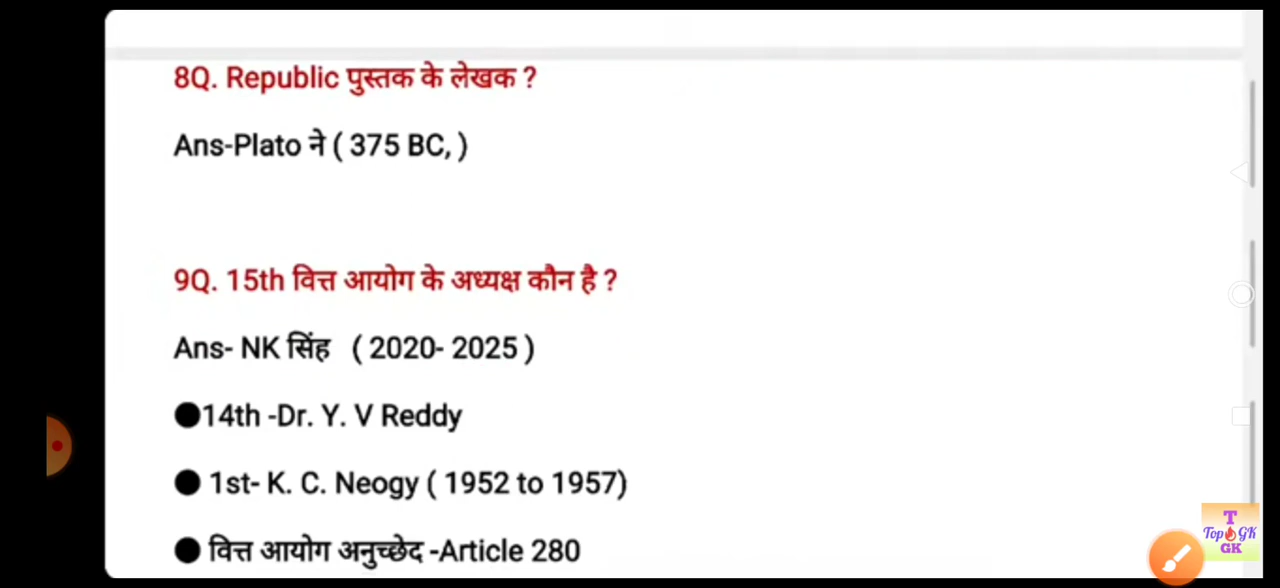 8Q. Republic पुस्तक के लेखक ?
Ans-Plato ने ( 375 BC, )
9Q. 15th वित्त आयोग के अध्यक्ष कौन है ?
Ans- NK सिंह ( 2020- 2025 )
●14th -Dr. Y. V Reddy
● 1st- K. C. Neogy ( 1952 to 1957)
● वित्त आयोग अनुच्छेद -Article 280
T
Top GK
GK